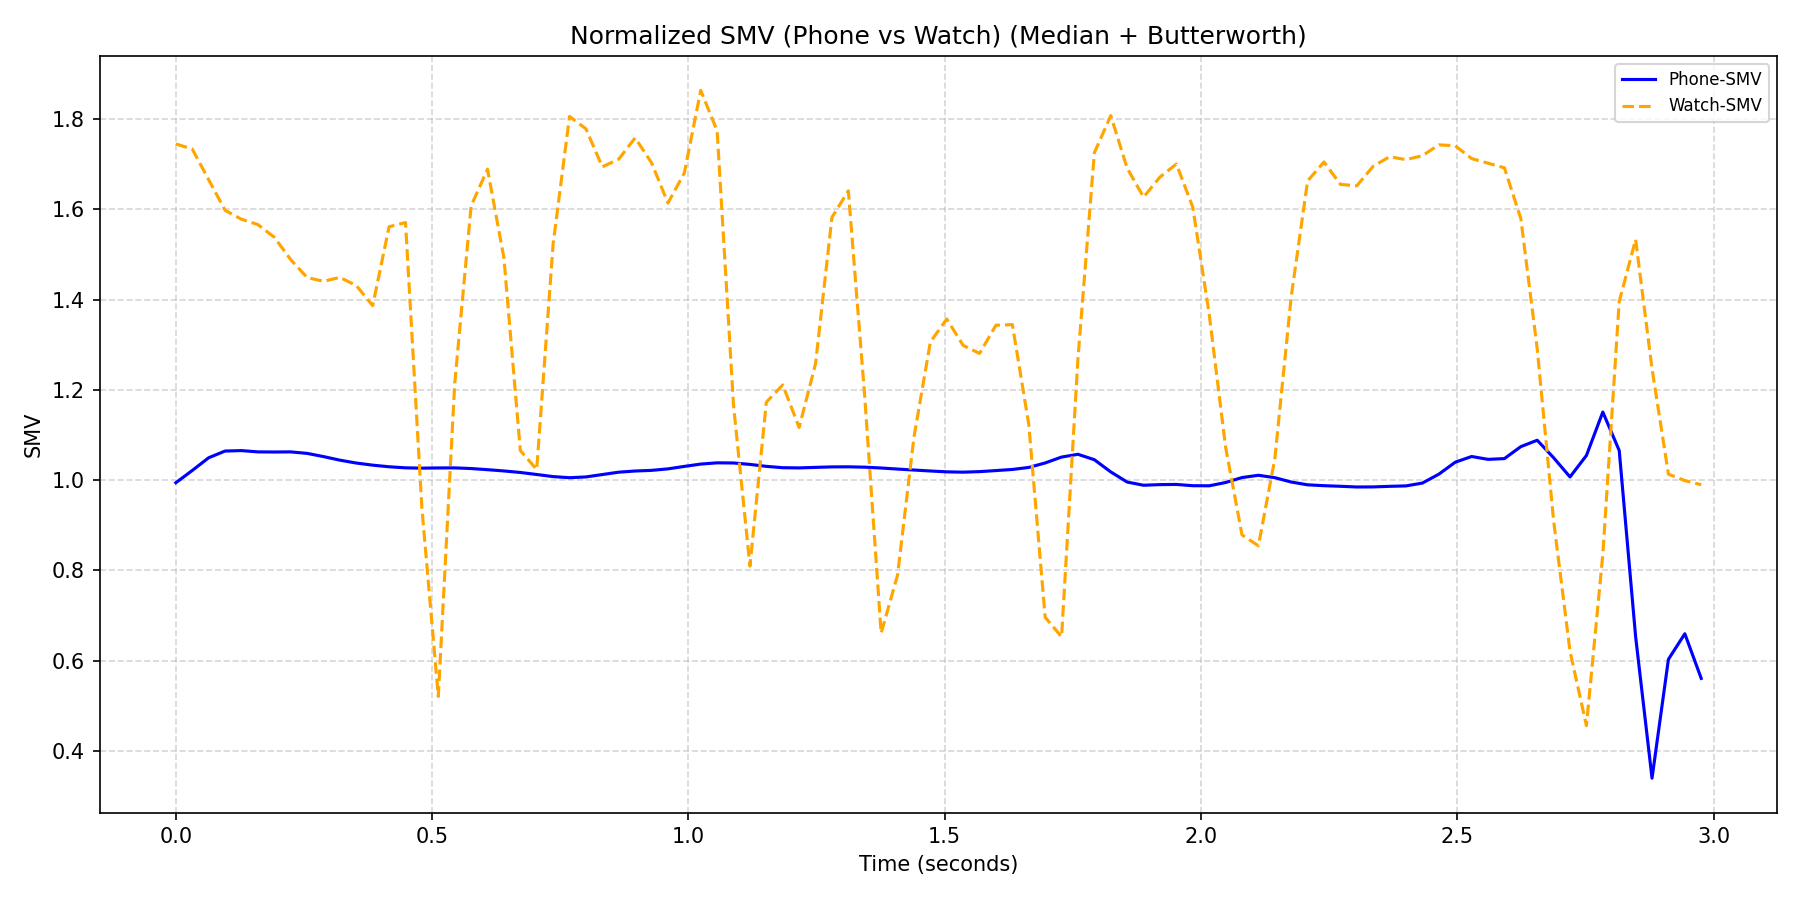 Normalized SMV (Phone vs Watch) (Median + Butterworth)
Phone-SMV
Watch-SMV
SMV
1.8
1.6
1.4
1.2
1.0
0.8
0.6
0.4
0.0 0.5 1.0 1.5 2.0 2.5 3.0
Time (seconds)